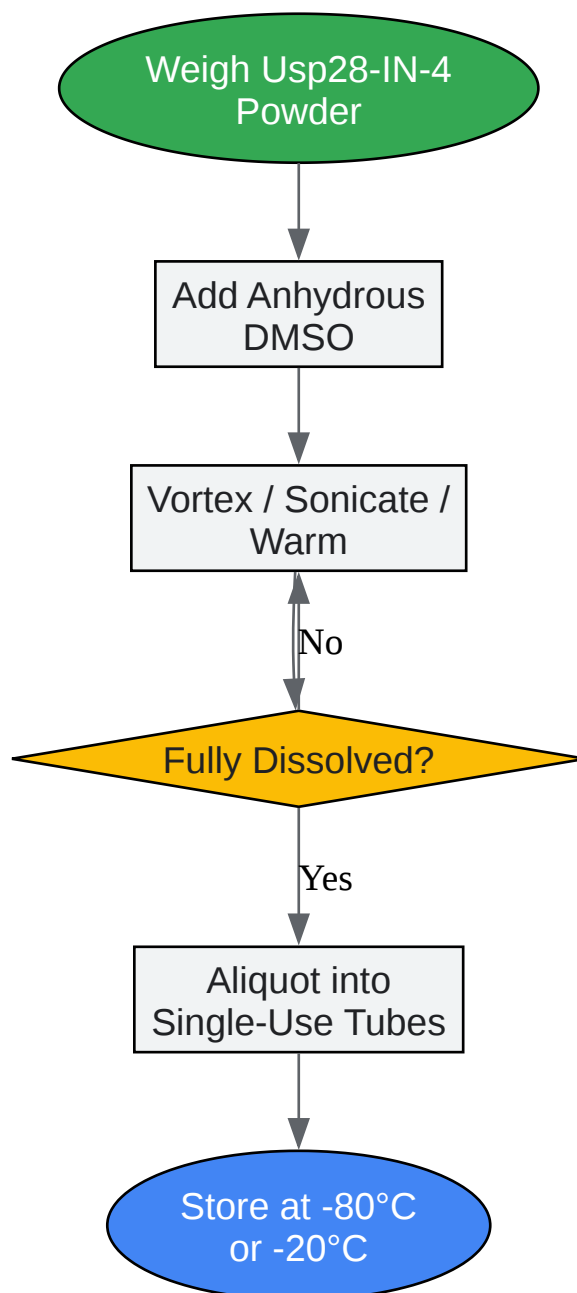 Weigh Usp28-IN-4
Powder
Add Anhydrous
DMSO
Vortex / Sonicate /
Warm
No
Fully Dissolved?
Yes
Aliquot into
Single-Use Tubes
Store at -80°C
or -20°C